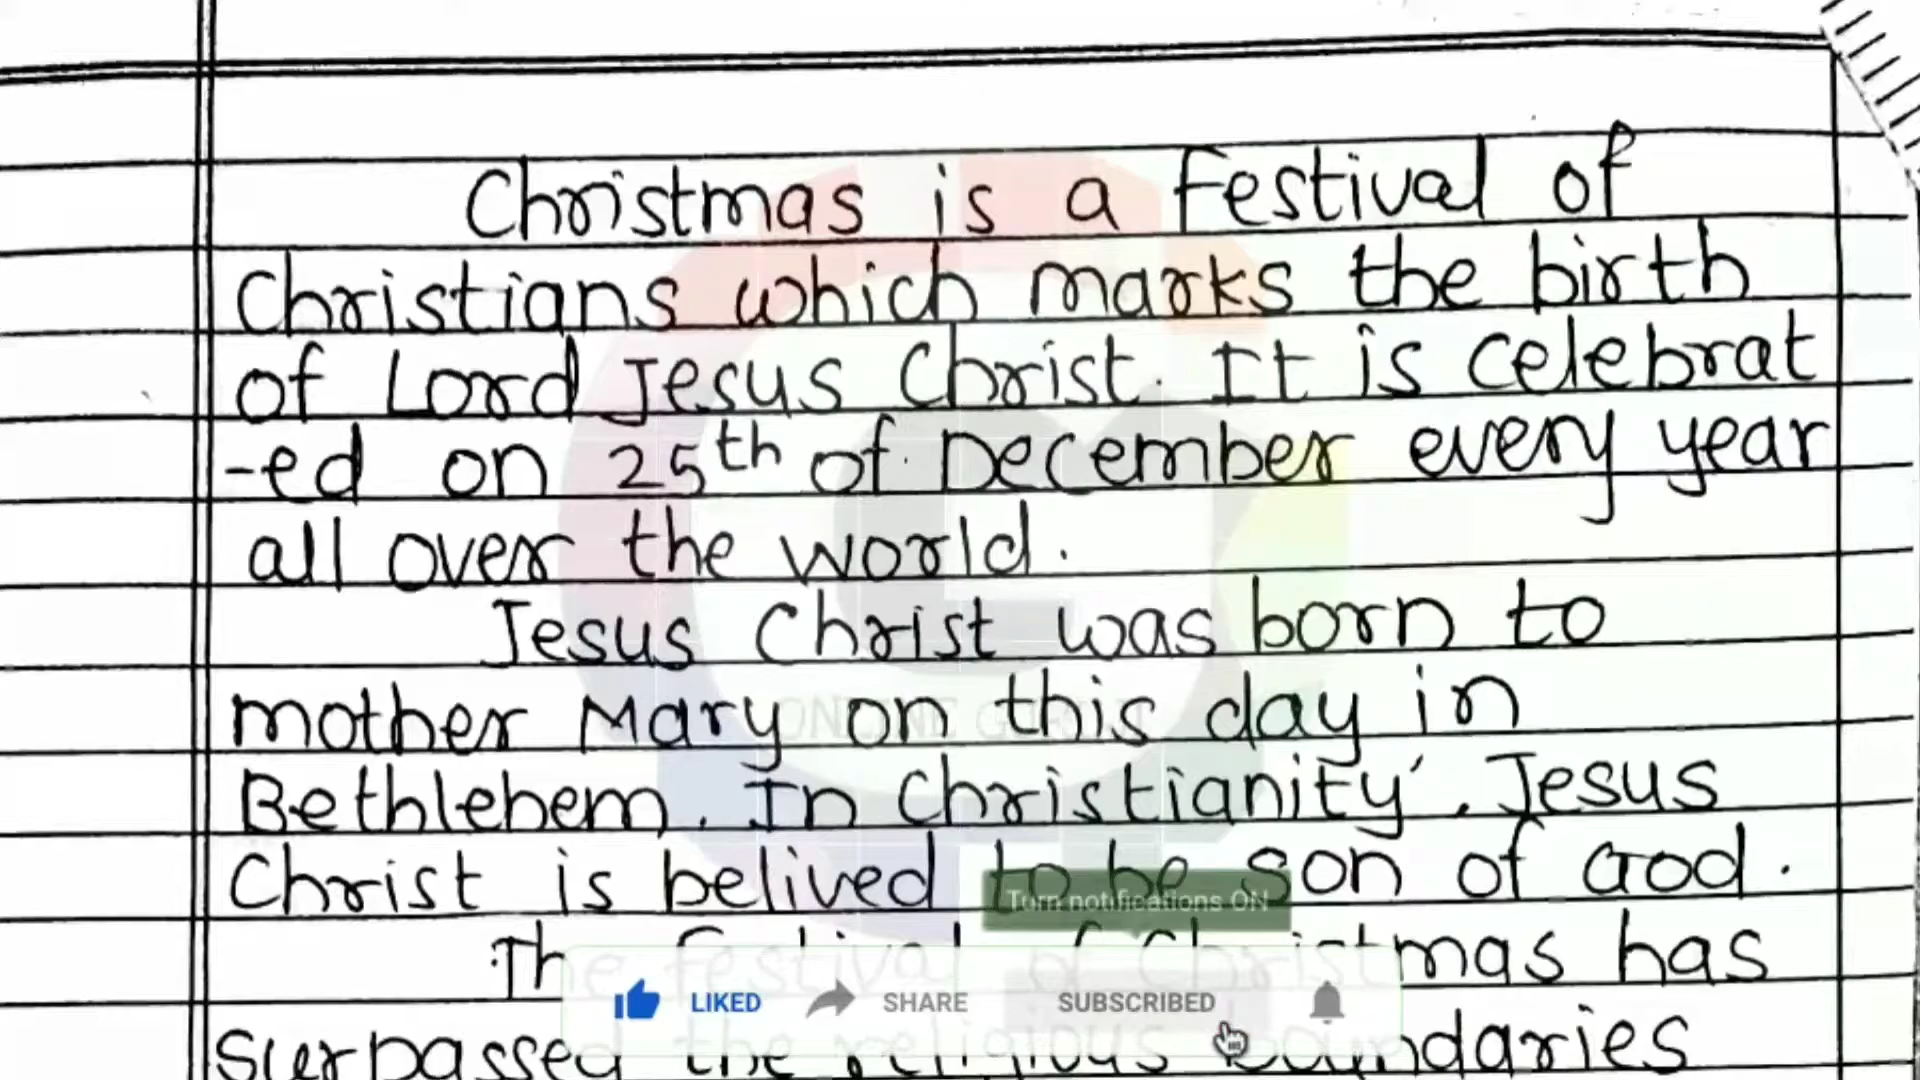 Christmas is a Festival of
Christians which marks the birth
of Lord Jesus Christ. It is celebrat
-ed on 25th of December every year
all over the world.
Jesus Christ was born to
mother Mary on this day in
Bethlehem. In Christianity, Jesus
Christ is belived to be son of God.
Turn notifications ON
The Festival of Christmas has
LIKED SHARE SUBSCRIBED
surpassed the religious boundaries